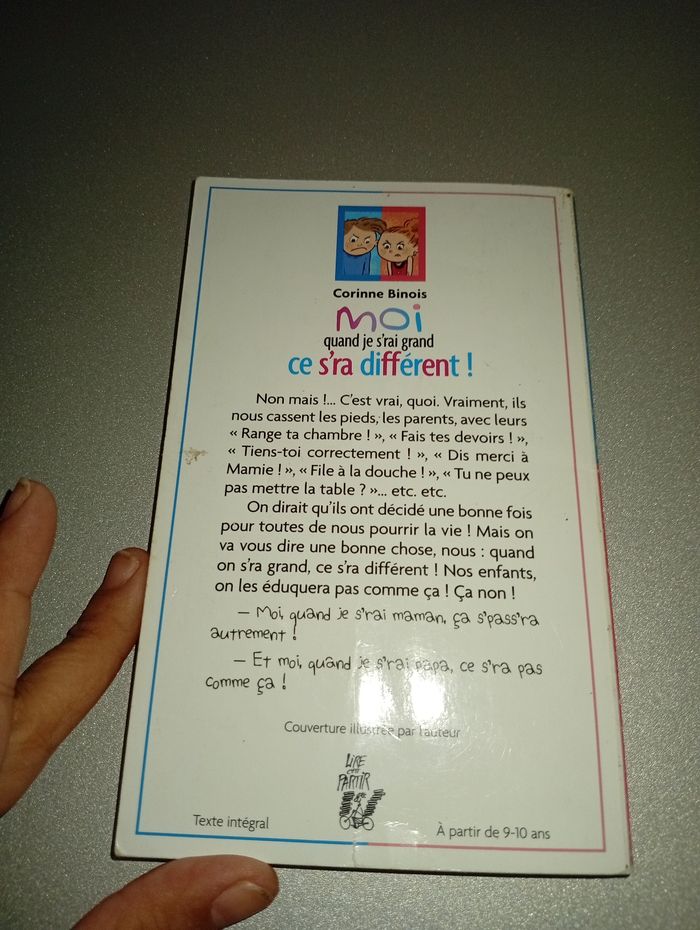 Corinne Binois
Moi
quand je s'rai grand
ce s'ra différent !
Non mais !... C'est vrai, quoi. Vraiment, ils
nous cassent les pieds, les parents, avec leurs
« Range ta chambre ! », « Fais tes devoirs ! »,
« Tiens-toi correctement ! », « Dis merci à
Mamie ! », « File à la douche ! », « Tu ne peux
pas mettre la table ? »... etc. etc.
On dirait qu'ils ont décidé une bonne fois
pour toutes de nous pourrir la vie ! Mais on
va vous dire une bonne chose, nous : quand
on s'ra grand, ce s'ra différent ! Nos enfants,
on les éduquera pas comme ça ! Ça non !
— Moi, quand je s'rai maman, ça s'pass'ra
autrement !
— Et moi, quand je s'rai papa, ce s'ra pas
comme ça !
Couverture illustrée par l'auteur
LIRE
C'EST
PARTIR
Texte intégral
À partir de 9-10 ans